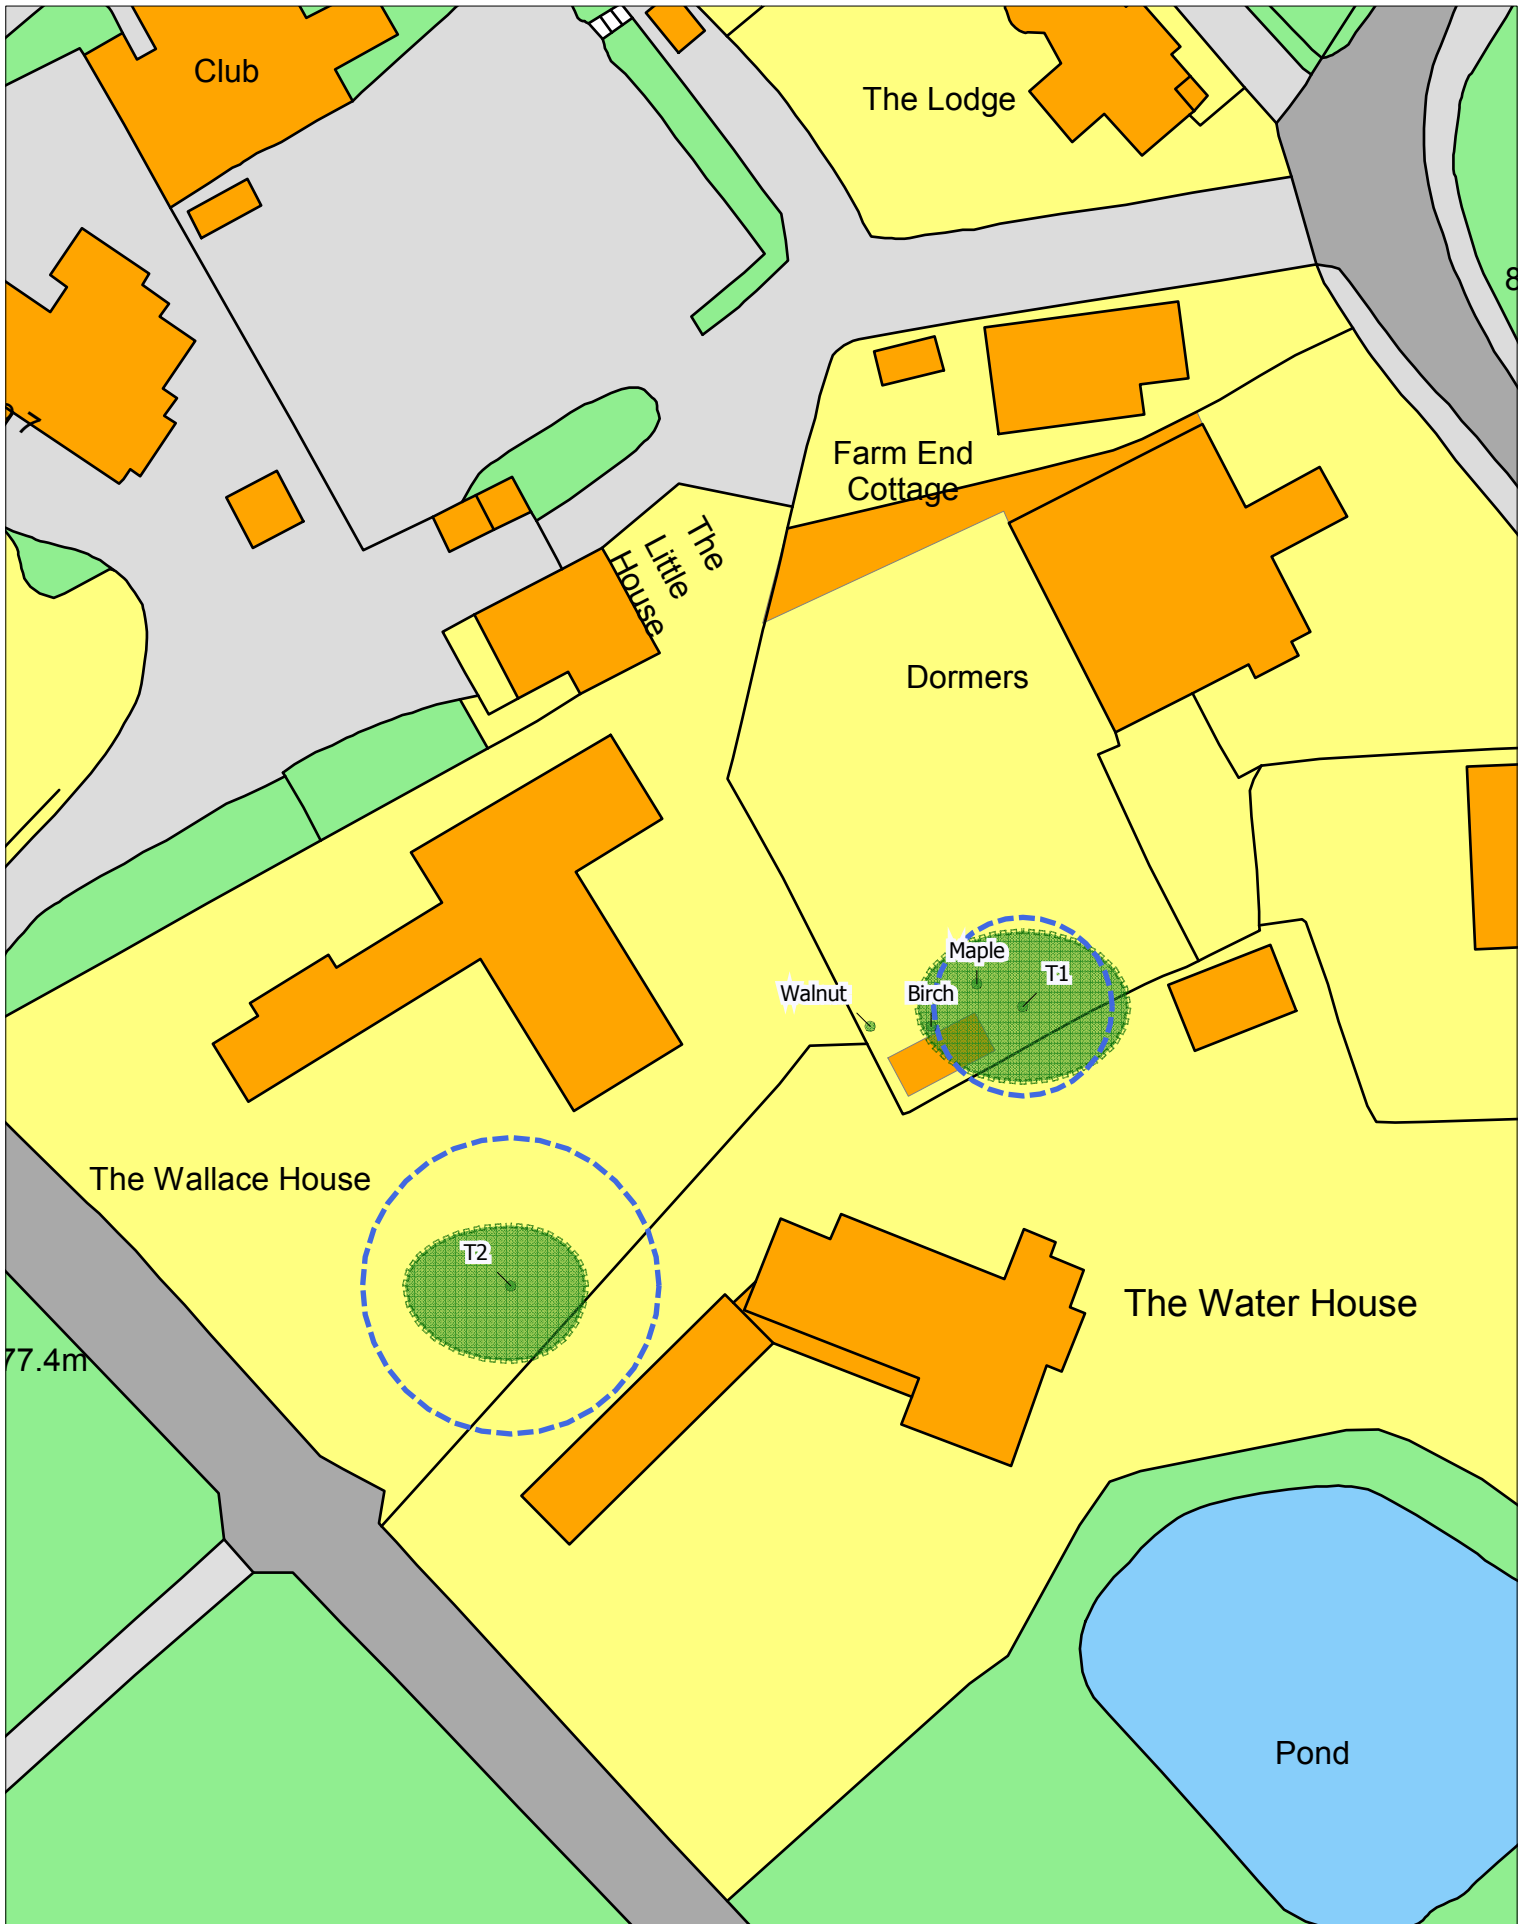 Club
The Lodge
8
Farm End
Cottage
The
Little
House
Dormers
Maple
T1
Walnut
Birch
The Wallace House
T2
The Water House
77.4m
Pond